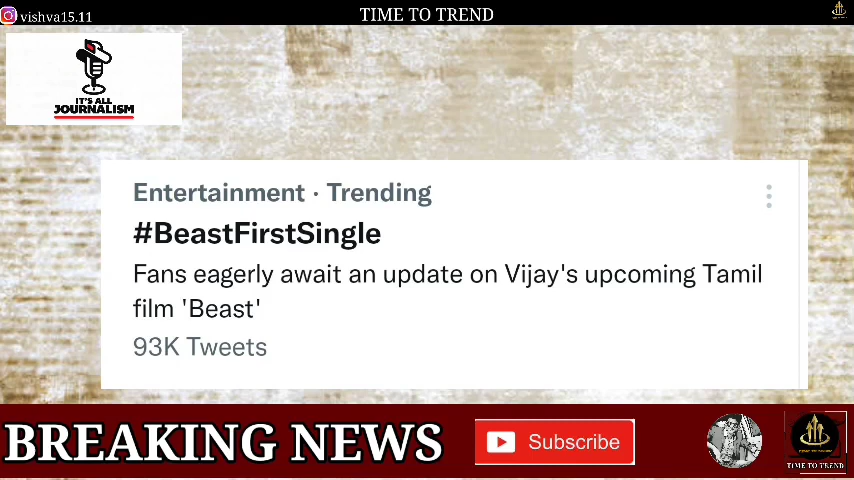 vishva15.11
TIME TO TREND
IT'S ALL
JOURNALISM
Entertainment · Trending
#BeastFirstSingle
Fans eagerly await an update on Vijay's upcoming Tamil
film 'Beast'
93K Tweets
BREAKING NEWS
Subscribe
TIME TO TREND